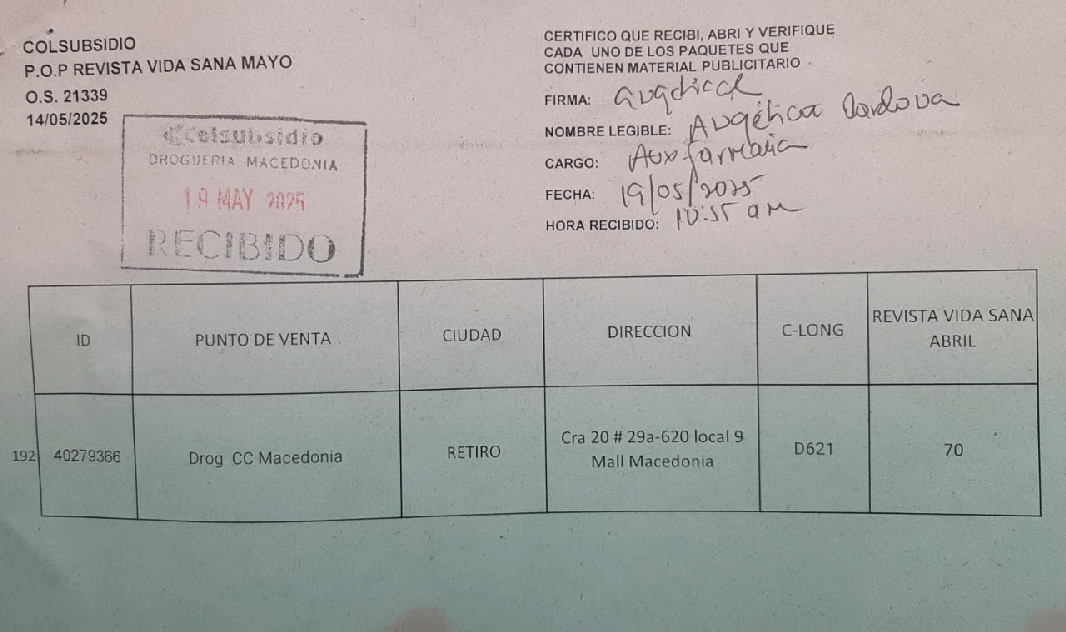 COLSUBSIDIO
P.O.P REVISTA VIDA SANA MAYO
O.S. 21339
14/05/2025
Colsubsidio
DROGUERIA MACEDONIA
19 MAY 2025
RECIBIDO
CERTIFICO QUE RECIBI, ABRI Y VERIFIQUE
CADA UNO DE LOS PAQUETES QUE
CONTIENEN MATERIAL PUBLICITARIO
FIRMA:
NOMBRE LEGIBLE: Angélica
CARGO: Aux farmacia
FECHA: 19/05/2025
HORA RECIBIDO: 10:55 am
ID
PUNTO DE VENTA
CIUDAD
DIRECCION
C-LONG
REVISTA VIDA SANA
ABRIL
192
40279366
Drog CC Macedonia
RETIRO
Cra 20 # 29a-620 local 9
Mall Macedonia
D621
70